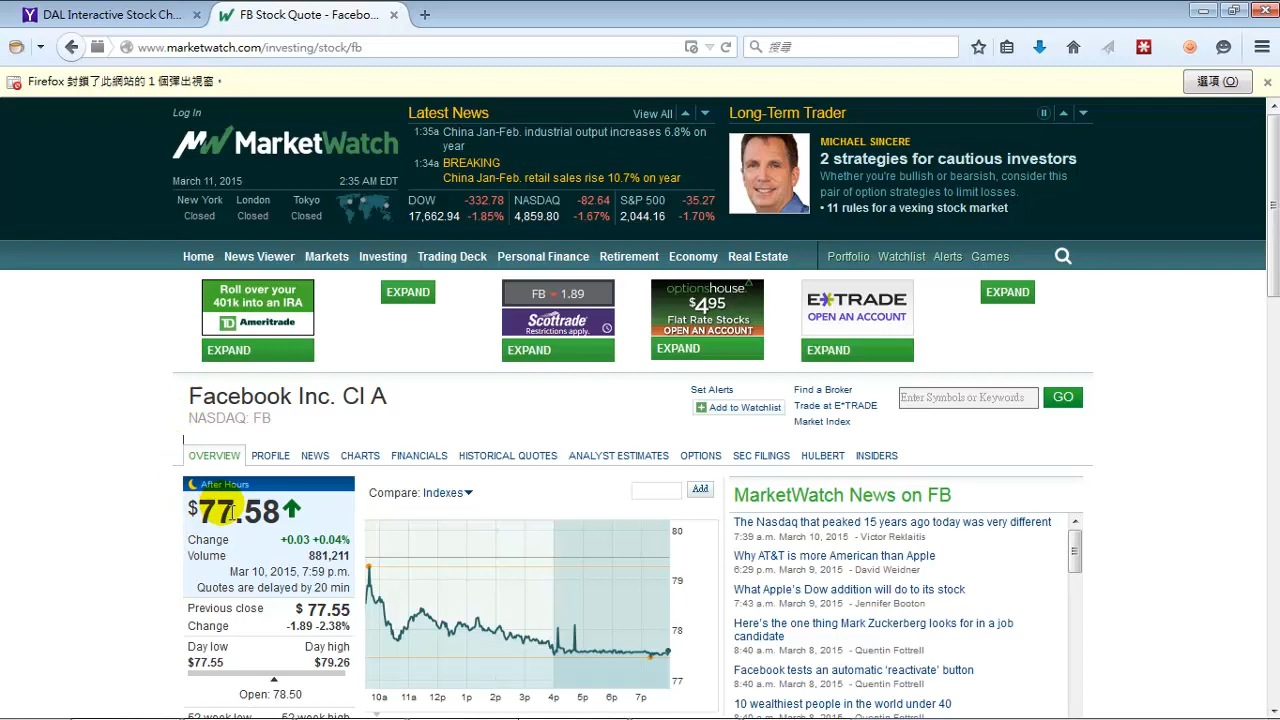 DAL Interactive Stock Ch...
FB Stock Quote - Facebo...
www.marketwatch.com/investing/stock/fb
搜尋
Firefox 封鎖了此網站的 1 個彈出視窗。
選項(O)
Log In
MarketWatch
March 11, 2015
2:35 AM EDT
New York
London
Tokyo
Closed
Closed
Closed
Latest News
View All
1:35a China Jan-Feb. industrial output increases 6.8% on
year
1:34a BREAKING
China Jan-Feb. retail sales rise 10.7% on year
DOW -332.78
17,662.94 -1.85%
NASDAQ -82.64
4,859.80 -1.67%
S&P 500 -35.27
2,044.16 -1.70%
Long-Term Trader
MICHAEL SINCERE
2 strategies for cautious investors
Whether you're bullish or bearish, consider this
pair of option strategies to limit losses.
• 11 rules for a vexing stock market
Home News Viewer Markets Investing Trading Deck Personal Finance Retirement Economy Real Estate
Portfolio Watchlist Alerts Games
Roll over your
401k into an IRA
TD Ameritrade
EXPAND
EXPAND
FB 1.89
Scottrade
Restrictions apply.
EXPAND
optionshouse
$4.95
Flat Rate Stocks
OPEN AN ACCOUNT
EXPAND
E*TRADE
OPEN AN ACCOUNT
EXPAND
EXPAND
Facebook Inc. Cl A
NASDAQ: FB
Set Alerts
Add to Watchlist
Find a Broker
Trade at E*TRADE
Market Index
Enter Symbols or Keywords
GO
OVERVIEW PROFILE NEWS CHARTS FINANCIALS HISTORICAL QUOTES ANALYST ESTIMATES OPTIONS SEC FILINGS HULBERT INSIDERS
After Hours
$77.58
Change +0.03 +0.04%
Volume 881,211
Mar 10, 2015, 7:59 p.m.
Quotes are delayed by 20 min
Previous close $ 77.55
Change -1.89 -2.38%
Day low Day high
$77.55 $79.26
Open: 78.50
52 week low 52 week high
Compare: Indexes
Add
80
79
78
77
10a 11a 12p 1p 2p 3p 4p 5p 6p 7p
MarketWatch News on FB
The Nasdaq that peaked 15 years ago today was very different
7:39 a.m. March 10, 2015 - Victor Reklaitis
Why AT&T is more American than Apple
6:29 p.m. March 9, 2015 - David Weidner
What Apple's Dow addition will do to its stock
7:43 a.m. March 9, 2015 - Jennifer Booton
Here's the one thing Mark Zuckerberg looks for in a job
candidate
8:40 a.m. March 8, 2015 - Quentin Fottrell
Facebook tests an automatic 'reactivate' button
8:40 a.m. March 8, 2015 - Quentin Fottrell
10 wealthiest people in the world under 40
8:40 a.m. March 8, 2015 - Quentin Fottrell